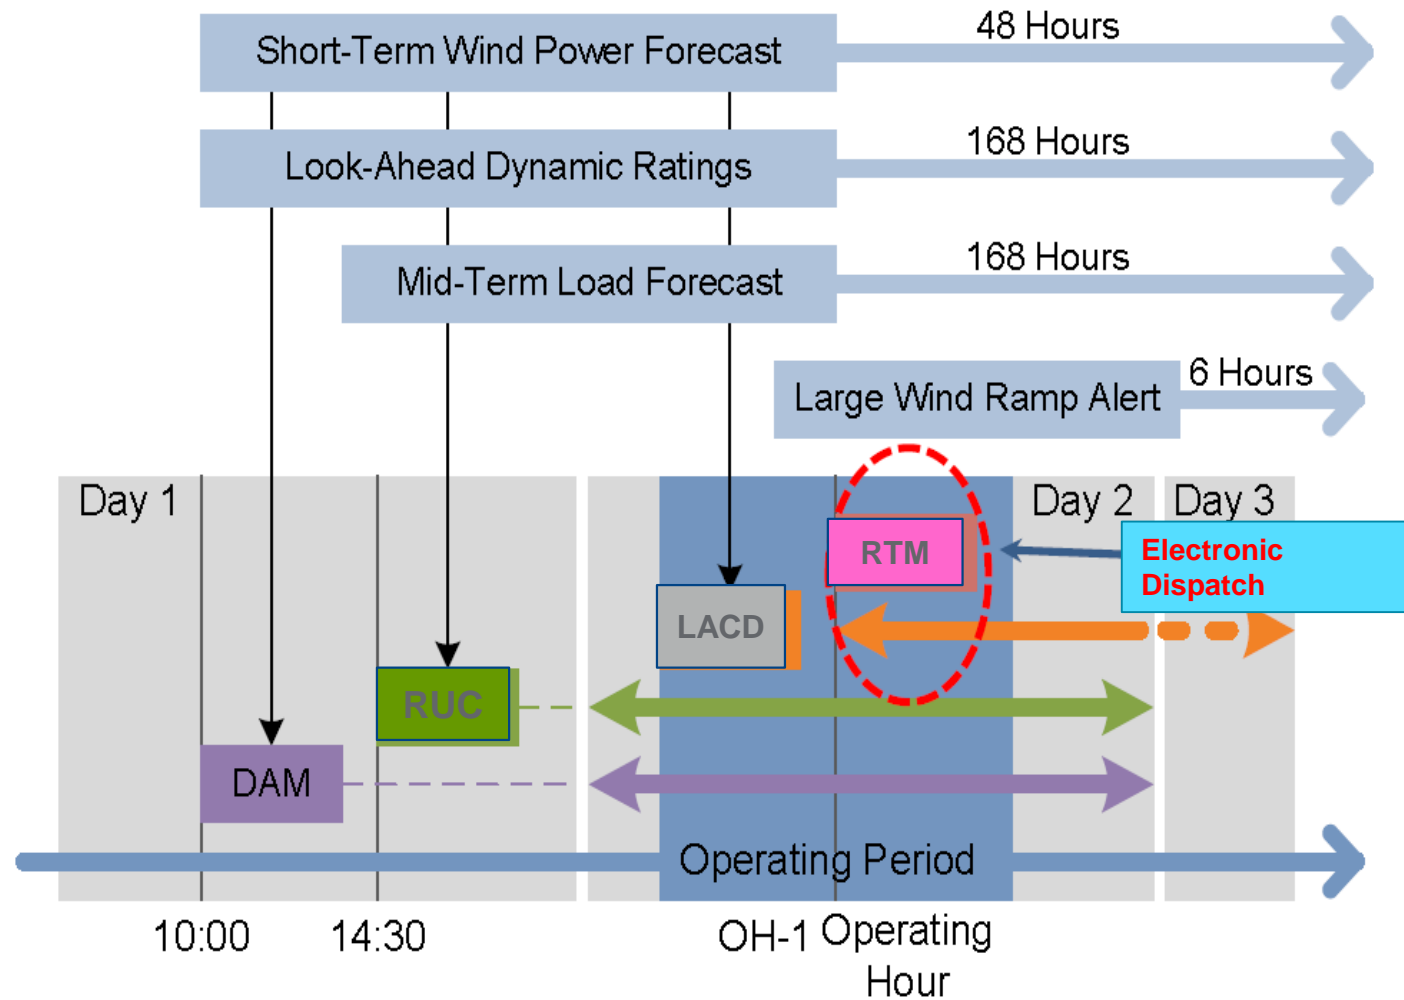 Short-Term Wind Power Forecast
48 Hours
Look-Ahead Dynamic Ratings
168 Hours
Mid-Term Load Forecast
168 Hours
Large Wind Ramp Alert
6 Hours
Day 1
Day 2
Day 3
RTM
Electronic
Dispatch
LACD
RUC
DAM
Operating Period
10:00
14:30
OH-1
Operating
Hour